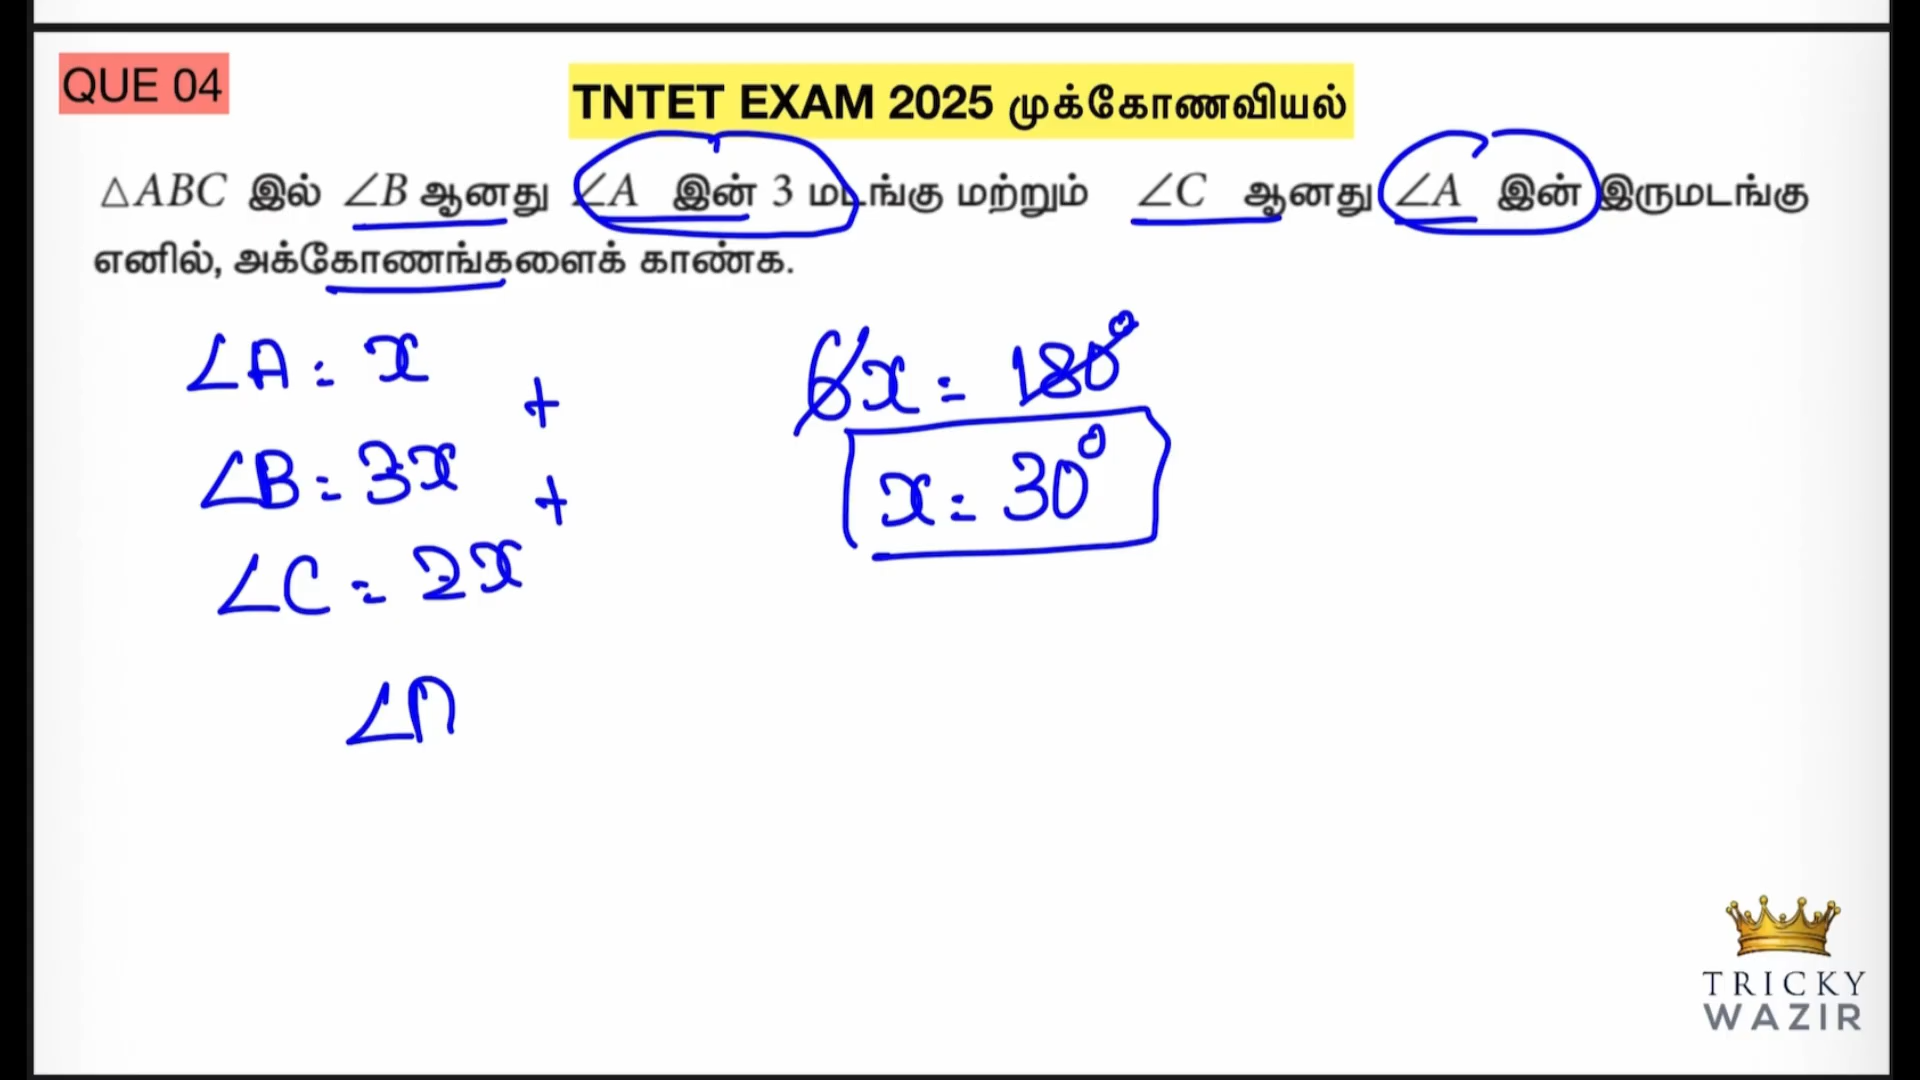 QUE 04
TNTET EXAM 2025 முக்கோணவியல்
△ABC இல் ∠B ஆனது ∠A இன் 3 மடங்கு மற்றும் ∠C ஆனது ∠A இன் இருமடங்கு
எனில், அக்கோணங்களைக் காண்க.
∠A = x
+
∠B = 3x
+
∠C = 2x
6x = 180°
x = 30°
TRICKY
WAZIR